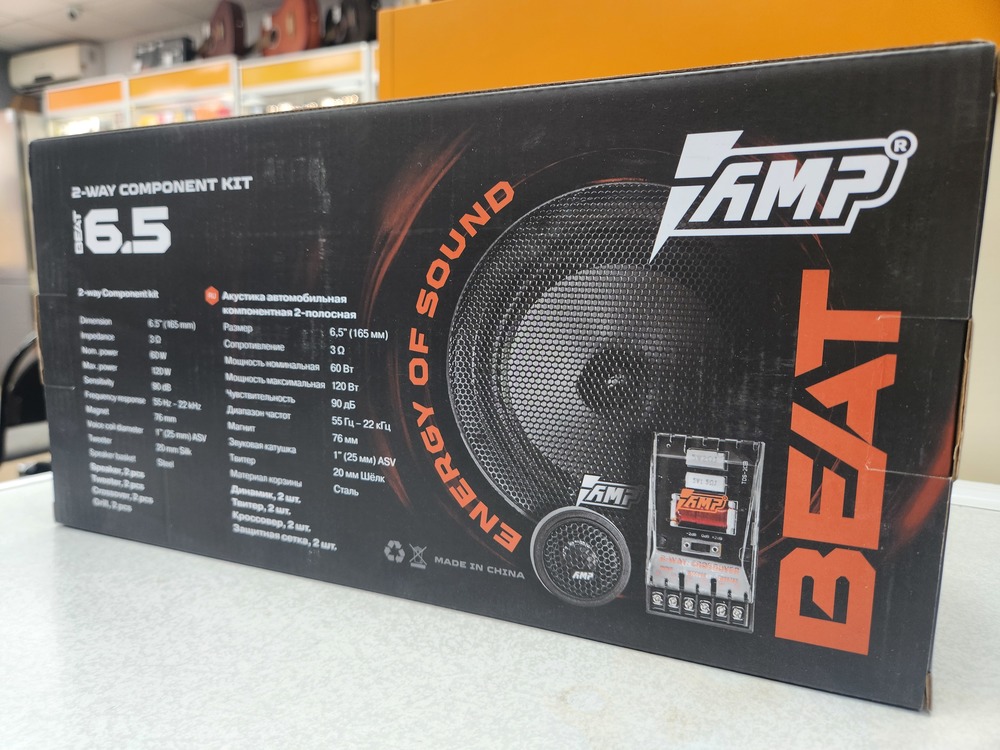 2-WAY COMPONENT KIT
BEAT 6.5
2-way Component kit
Dimension 6.5" (165 mm)
Impedance 3 Ω
Nom. power 60 W
Max. power 120 W
Sensitivity 90 dB
Frequency response 55 Hz – 22 kHz
Magnet 76 mm
Voice coil diameter 1" (25 mm) ASV
Tweeter 20 mm Silk
Speaker basket Steel
Speaker, 2 pcs
Tweeter, 2 pcs
Crossover, 2 pcs
Grill, 2 pcs
RU Акустика автомобильная
компонентная 2-полосная
Размер 6,5" (165 мм)
Сопротивление 3 Ω
Мощность номинальная 60 Вт
Мощность максимальная 120 Вт
Чувствительность 90 дБ
Диапазон частот 55 Гц – 22 кГц
Магнит 76 мм
Звуковая катушка 1" (25 мм) ASV
Твитер 20 мм Шёлк
Материал корзины Сталь
Динамик, 2 шт.
Твитер, 2 шт.
Кроссовер, 2 шт.
Защитная сетка, 2 шт.
MADE IN CHINA
ENERGY OF SOUND
AMP®
BEAT
AMP
AMP
AMP
2-WAY CROSSOVER